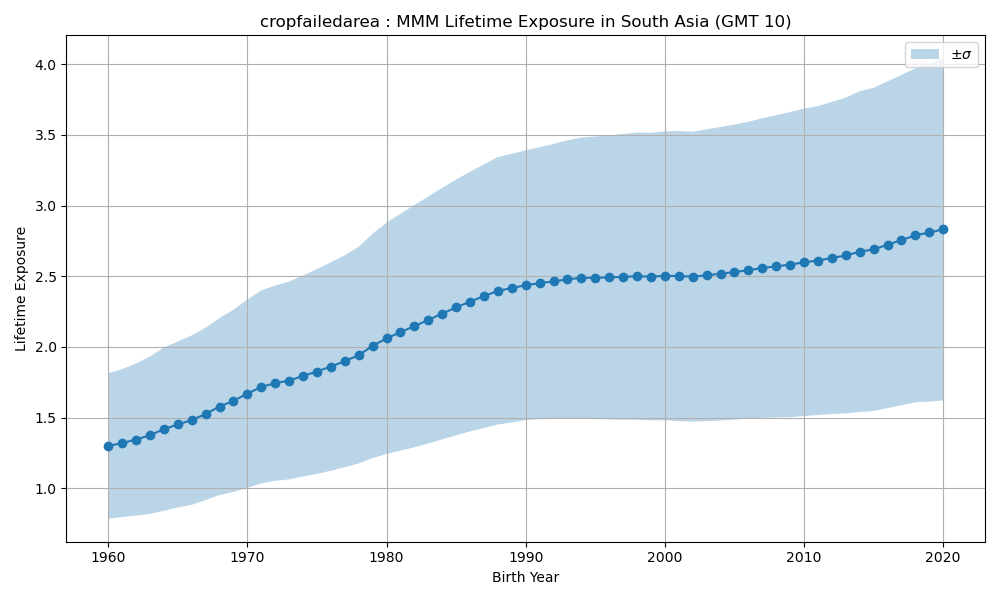 cropfailedarea : MMM Lifetime Exposure in South Asia (GMT 10)
±σ
4.0
3.5
3.0
2.5
2.0
1.5
1.0
Lifetime Exposure
1960 1970 1980 1990 2000 2010 2020
Birth Year